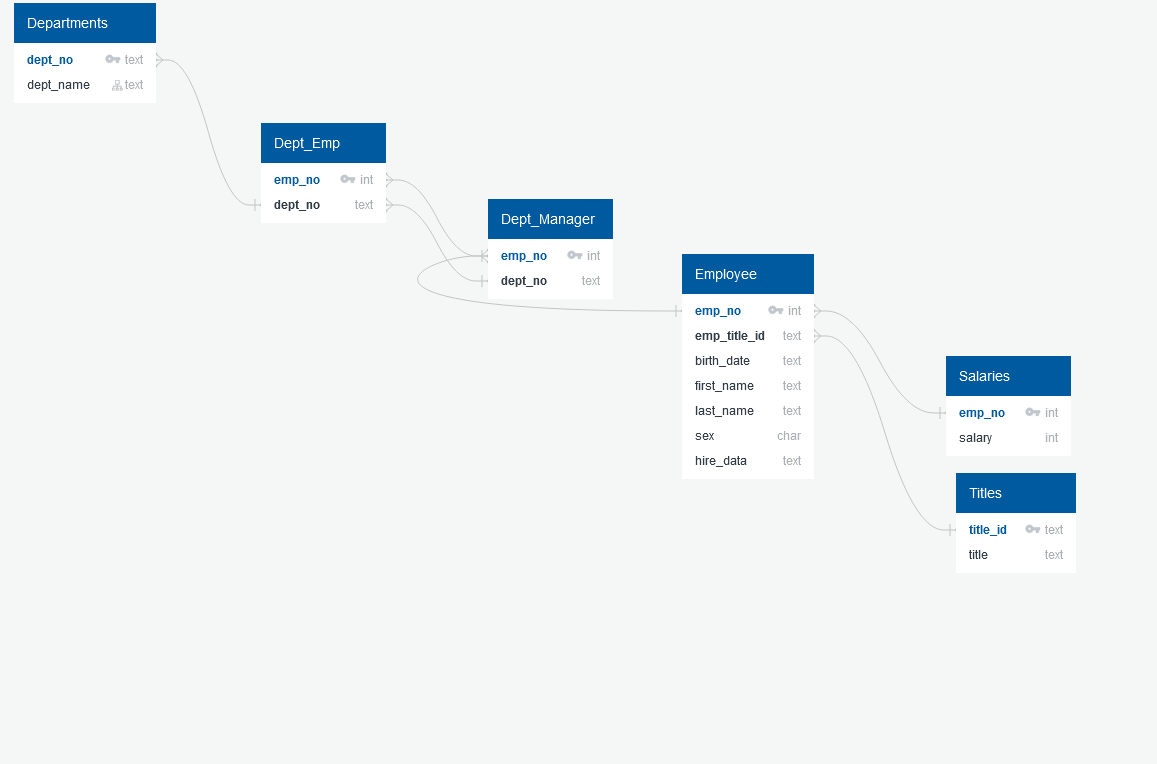 Departments
dept_no text
dept_name text
Dept_Emp
emp_no int
dept_no text
Dept_Manager
emp_no int
dept_no text
Employee
emp_no int
emp_title_id text
birth_date text
first_name text
last_name text
sex char
hire_data text
Salaries
emp_no int
salary int
Titles
title_id text
title text